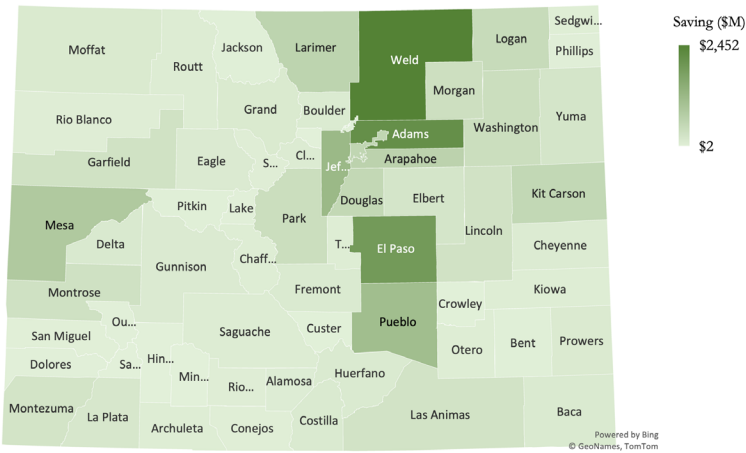 Saving ($M)
$2,452
$2
Sedgwi...
Moffat
Jackson
Larimer
Logan
Phillips
Routt
Weld
Morgan
Grand
Boulder
Rio Blanco
Yuma
Adams
Washington
Garfield
Eagle
S...
Cl...
Jef...
Arapahoe
Kit Carson
Pitkin
Lake
Park
Douglas
Elbert
Mesa
Lincoln
Delta
T...
El Paso
Cheyenne
Gunnison
Chaff...
Montrose
Fremont
Kiowa
Crowley
Ou...
Pueblo
San Miguel
Saguache
Custer
Bent
Prowers
Otero
Dolores
Sa...
Hin...
Min...
Rio...
Alamosa
Huerfano
Montezuma
La Plata
Las Animas
Baca
Costilla
Archuleta
Conejos
Powered by Bing
© GeoNames, TomTom